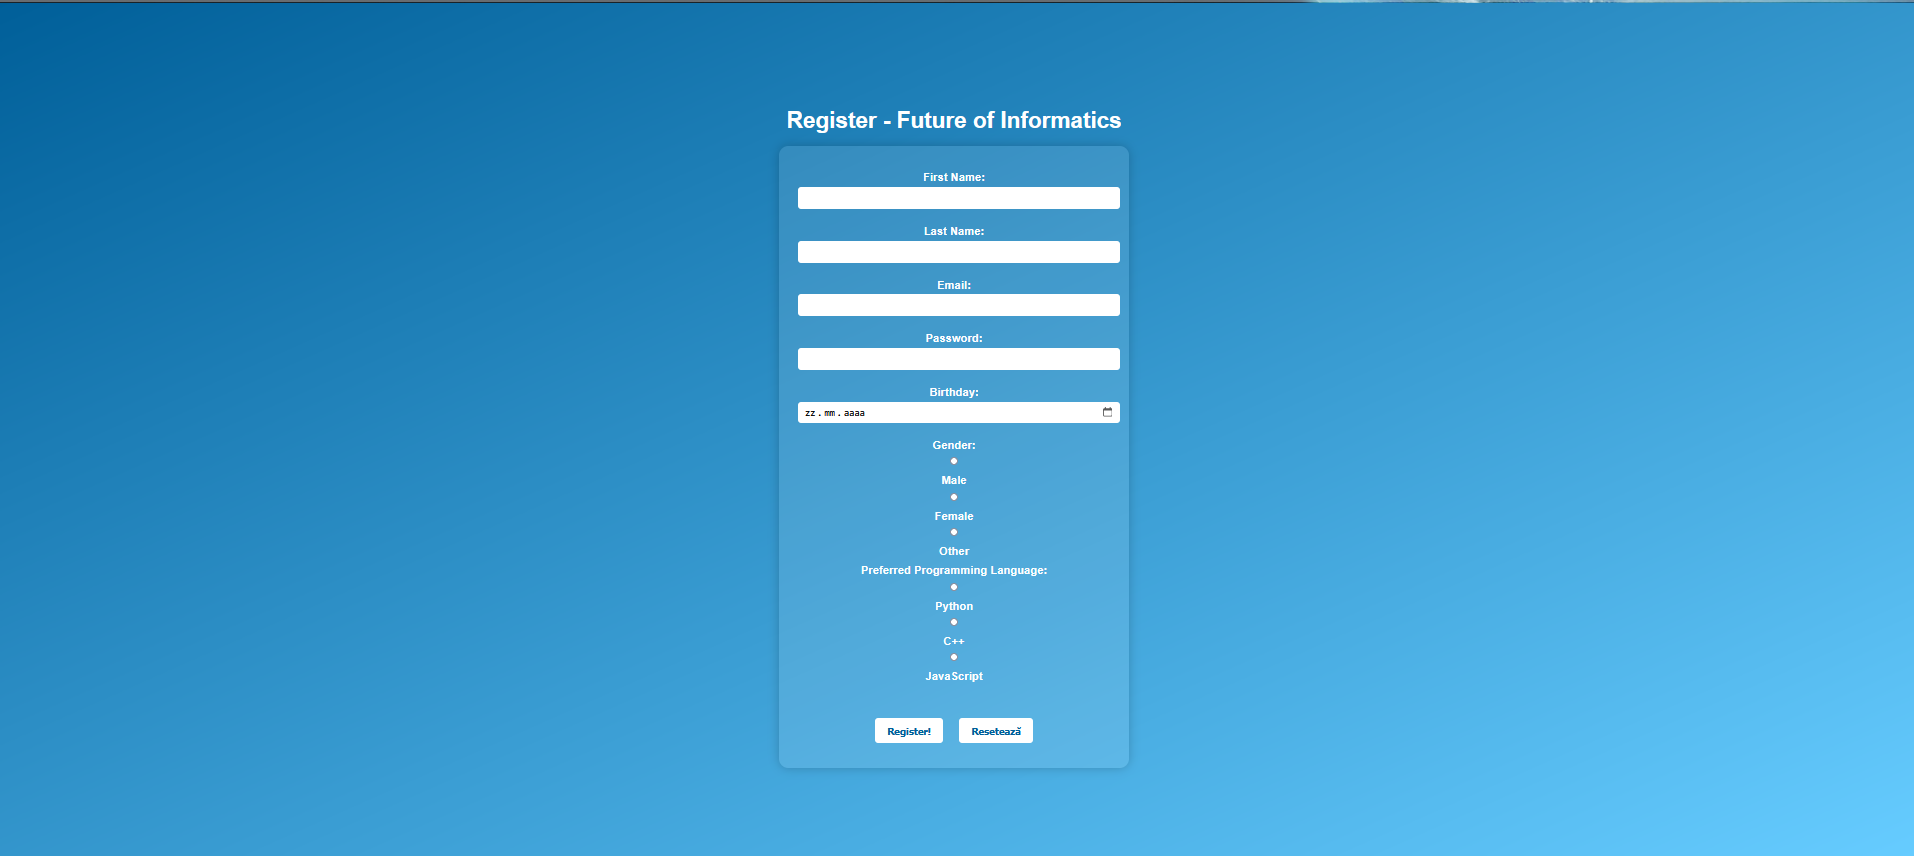 Register - Future of Informatics
First Name:
Last Name:
Email:
Password:
Birthday:
zz.mm.aaaa
Gender:
Male
Female
Other
Preferred Programming Language:
Python
C++
JavaScript
Register! Resetează